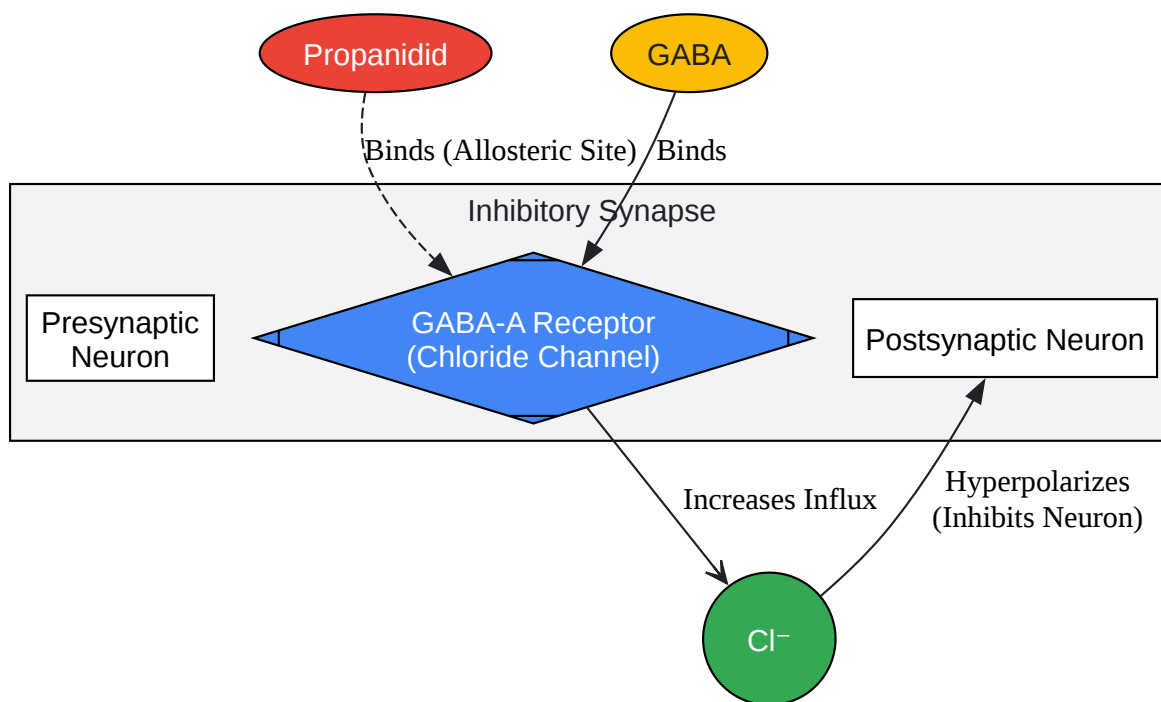 Propanidid
GABA
Binds (Allosteric Site)
Binds
Inhibitory Synapse
Presynaptic
Neuron
GABA-A Receptor
(Chloride Channel)
Postsynaptic Neuron
Increases Influx
Hyperpolarizes
(Inhibits Neuron)
Cl⁻